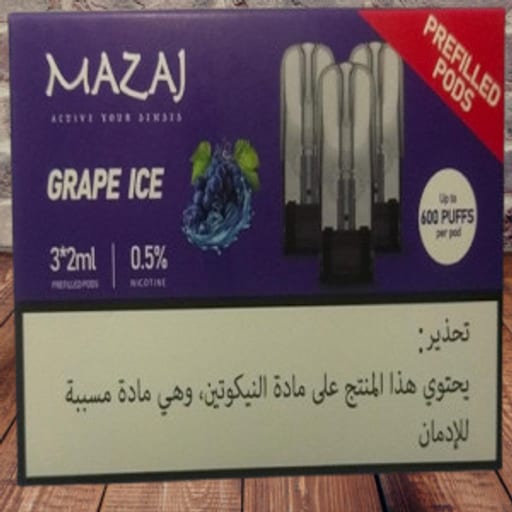 MAZAJ
ACTIVE YOUR SENSES
PREFILLED
PODS
GRAPE ICE
Up to
600 PUFFS
per pod
3*2ml
PREFILLED PODS
0.5%
NICOTINE
تحذير:
يحتوي هذا المنتج على مادة النيكوتين، وهي مادة مسببة
للإدمان